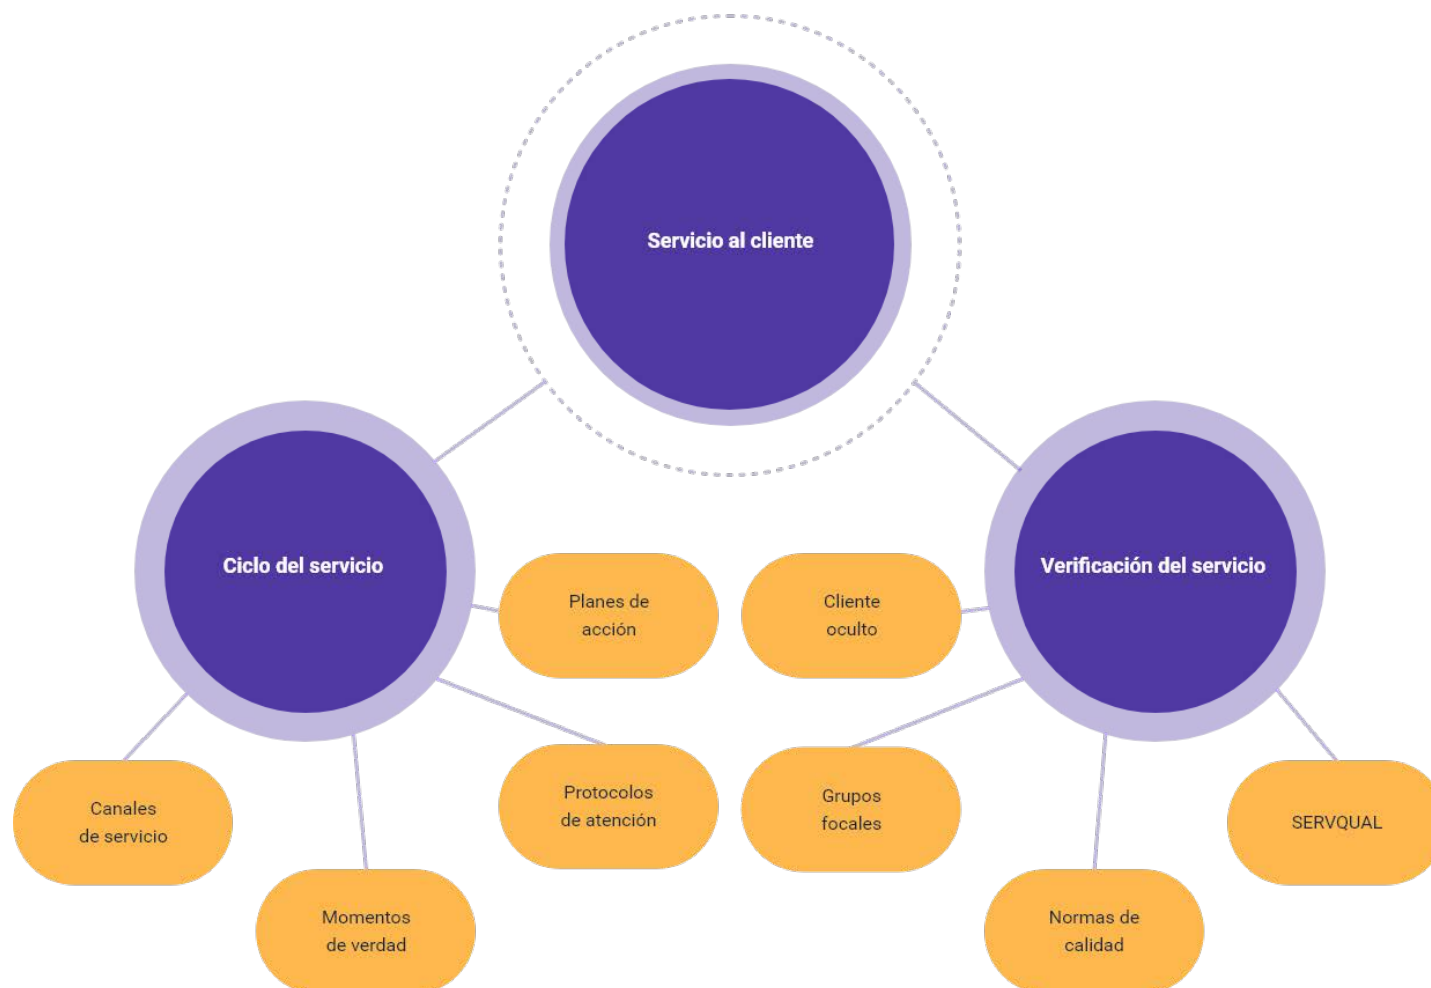 Servicio al cliente
Ciclo del servicio
Verificación del servicio
Planes de
acción
Cliente
oculto
Canales
de servicio
Protocolos
de atención
Grupos
focales
SERVQUAL
Momentos
de verdad
Normas de
calidad